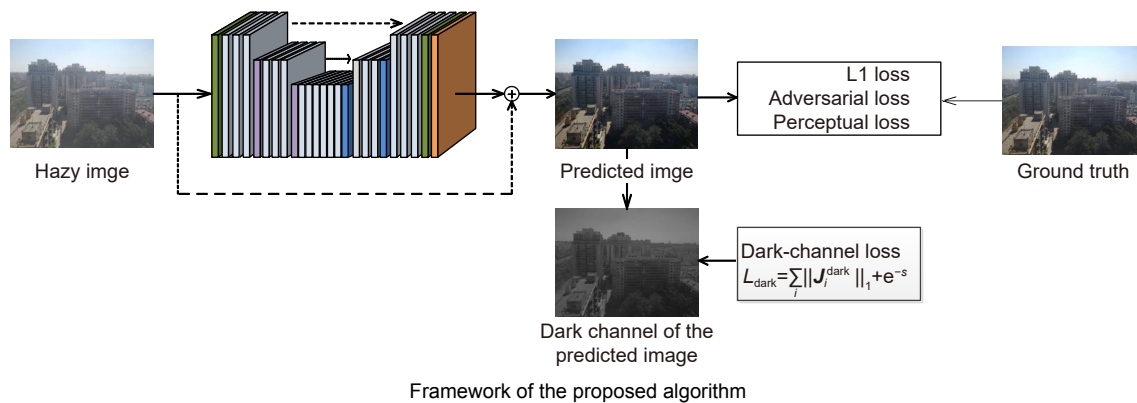 Hazy imge
Predicted imge
L1 loss
Adversarial loss
Perceptual loss
Ground truth
Dark channel of the
predicted image
Dark-channel loss
L_dark=∑_i||J_i^dark||_1+e^−s
Framework of the proposed algorithm